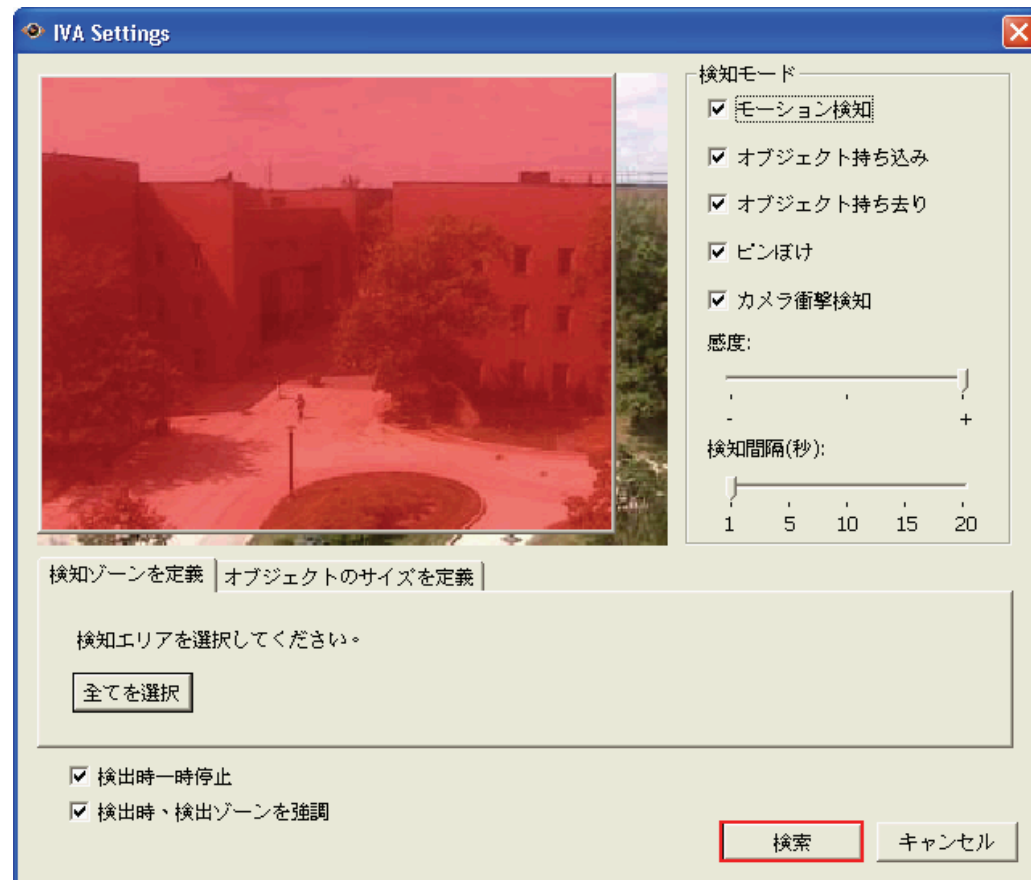 IVA Settings
検知モード
モーション検知
オブジェクト持ち込み
オブジェクト持ち去り
ピンぼけ
カメラ衝撃検知
感度:
- +
検知間隔(秒):
1 5 10 15 20
検知ゾーンを定義 オブジェクトのサイズを定義
検知エリアを選択してください。
全てを選択
検出時一時停止
検出時、検出ゾーンを強調
検索 キャンセル